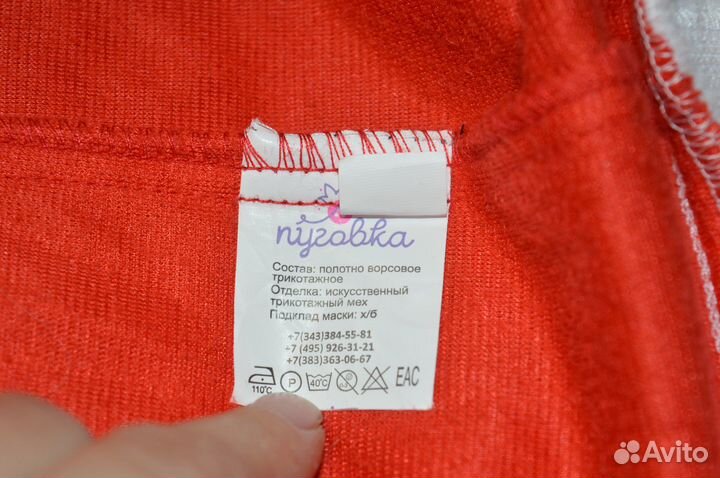 пуговка
Состав: полотно ворсовое
трикотажное
Отделка: искусственный
трикотажный мех
Подклад маски: х/б
+7(343)384-55-81
+7 (495) 926-31-21
+7(383)363-06-67
110°C P 40°C EAC
Avito